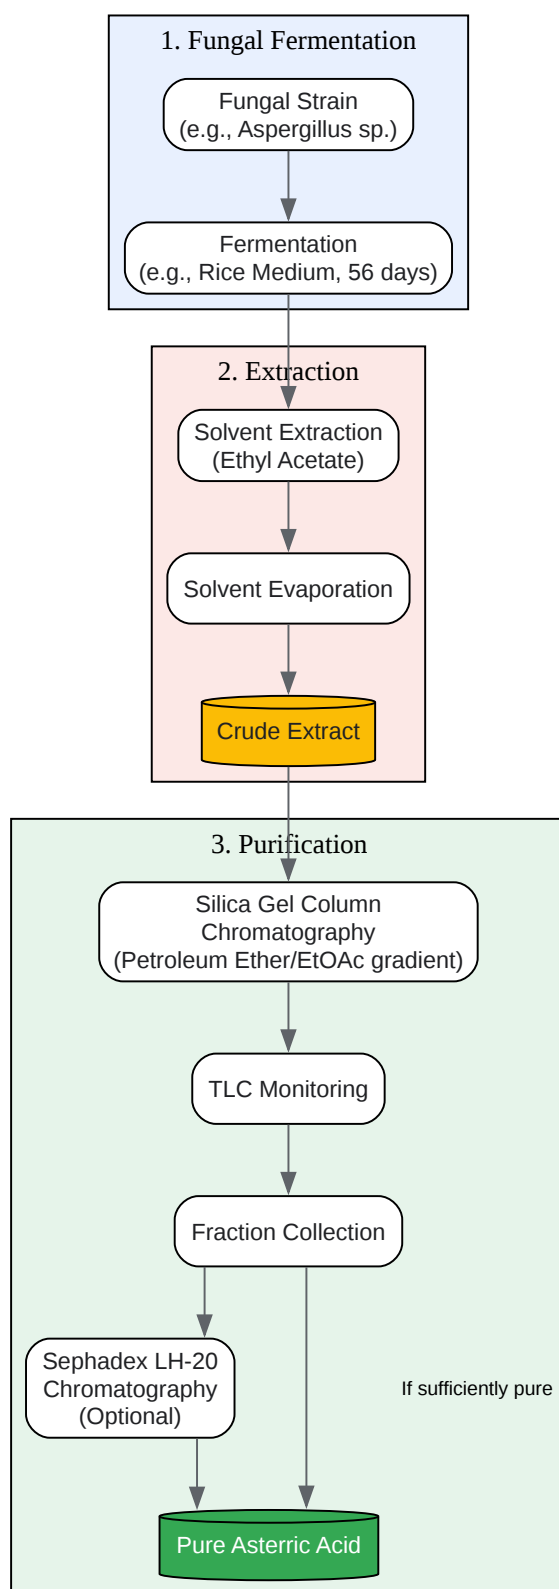 1. Fungal Fermentation
Fungal Strain
(e.g., Aspergillus sp.)
Fermentation
(e.g., Rice Medium, 56 days)
2. Extraction
Solvent Extraction
(Ethyl Acetate)
Solvent Evaporation
Crude Extract
3. Purification
Silica Gel Column
Chromatography
(Petroleum Ether/EtOAc gradient)
TLC Monitoring
Fraction Collection
Sephadex LH-20
Chromatography
(Optional)
If sufficiently pure
Pure Asterric Acid